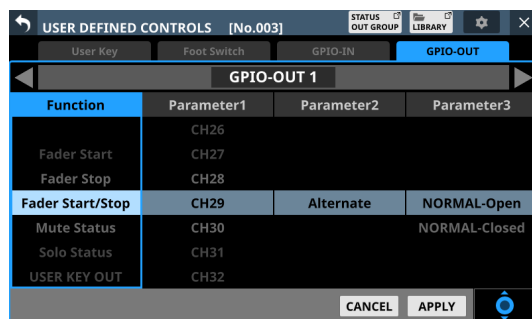 USER DEFINED CONTROLS [No.003]
STATUS OUT GROUP
LIBRARY
User Key Foot Switch GPIO-IN GPIO-OUT
GPIO-OUT 1
Function Parameter1 Parameter2 Parameter3
CH26
Fader Start CH27
Fader Stop CH28
Fader Start/Stop CH29 Alternate NORMAL-Open
Mute Status CH30 NORMAL-Closed
Solo Status CH31
USER KEY OUT CH32
CANCEL APPLY